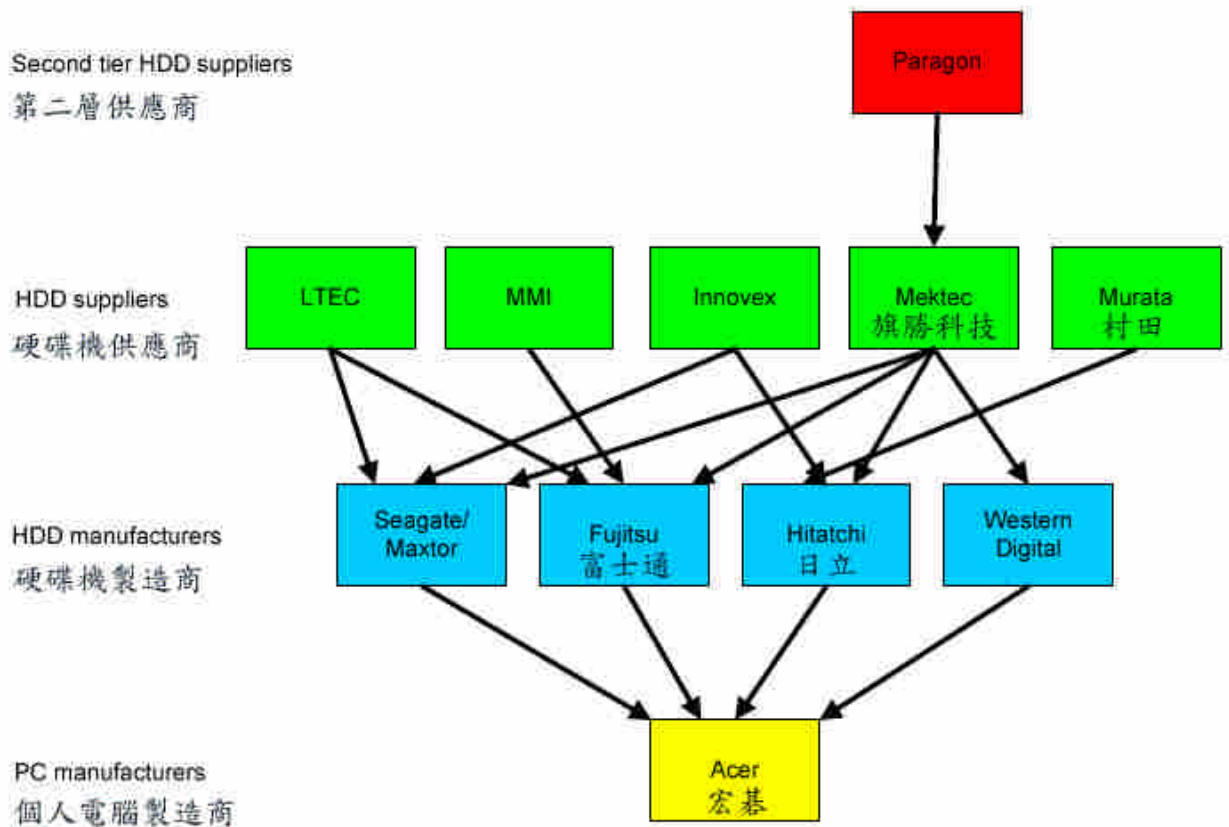 Second tier HDD suppliers
第二層供應商
Paragon
HDD suppliers
硬碟機供應商
LTEC
MMI
Innovex
Mektec
旗勝科技
Murata
村田
HDD manufacturers
硬碟機製造商
Seagate/
Maxtor
Fujitsu
富士通
Hitatchi
日立
Western
Digital
PC manufacturers
個人電腦製造商
Acer
宏碁